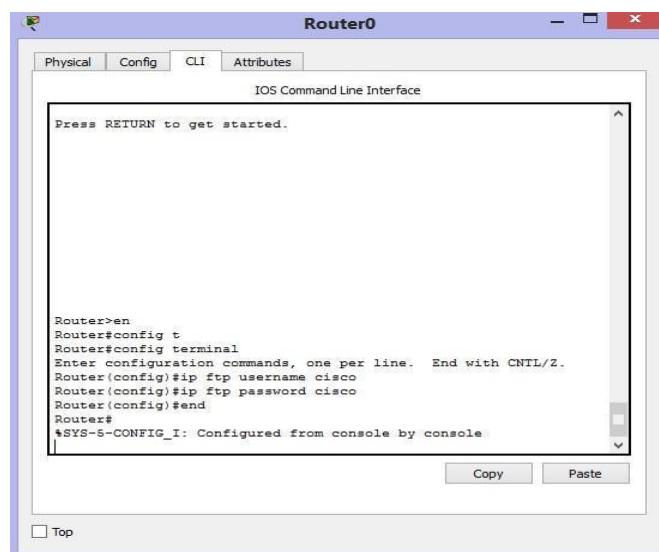 Router0
Physical Config CLI Attributes
IOS Command Line Interface
Press RETURN to get started.
Router>en
Router#config t
Router#config terminal
Enter configuration commands, one per line.  End with CNTL/Z.
Router(config)#ip ftp username cisco
Router(config)#ip ftp password cisco
Router(config)#end
Router#
%SYS-5-CONFIG_I: Configured from console by console
Copy Paste
Top